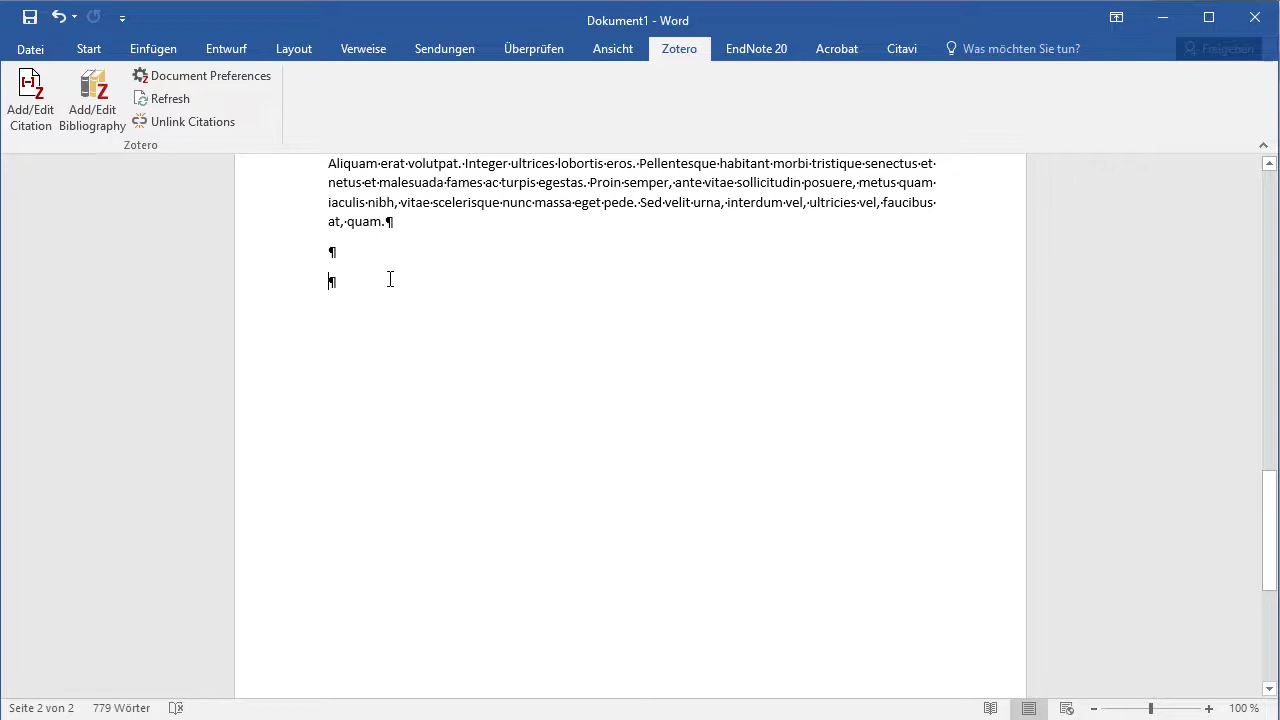 Dokument1 - Word
Datei Start Einfügen Entwurf Layout Verweise Sendungen Überprüfen Ansicht Zotero EndNote 20 Acrobat Citavi Was möchten Sie tun? Freigeben
Add/Edit Citation
Add/Edit Bibliography
Document Preferences
Refresh
Unlink Citations
Zotero
Aliquam·erat·volutpat.·Integer·ultrices·lobortis·eros.·Pellentesque·habitant·morbi·tristique·senectus·et·
netus·et·malesuada·fames·ac·turpis·egestas.·Proin·semper,·ante·vitae·sollicitudin·posuere,·metus·quam·
iaculis·nibh,·vitae·scelerisque·nunc·massa·eget·pede.·Sed·velit·urna,·interdum·vel,·ultricies·vel,·faucibus·
at,·quam.¶
¶
¶
Seite 2 von 2 779 Wörter 100 %